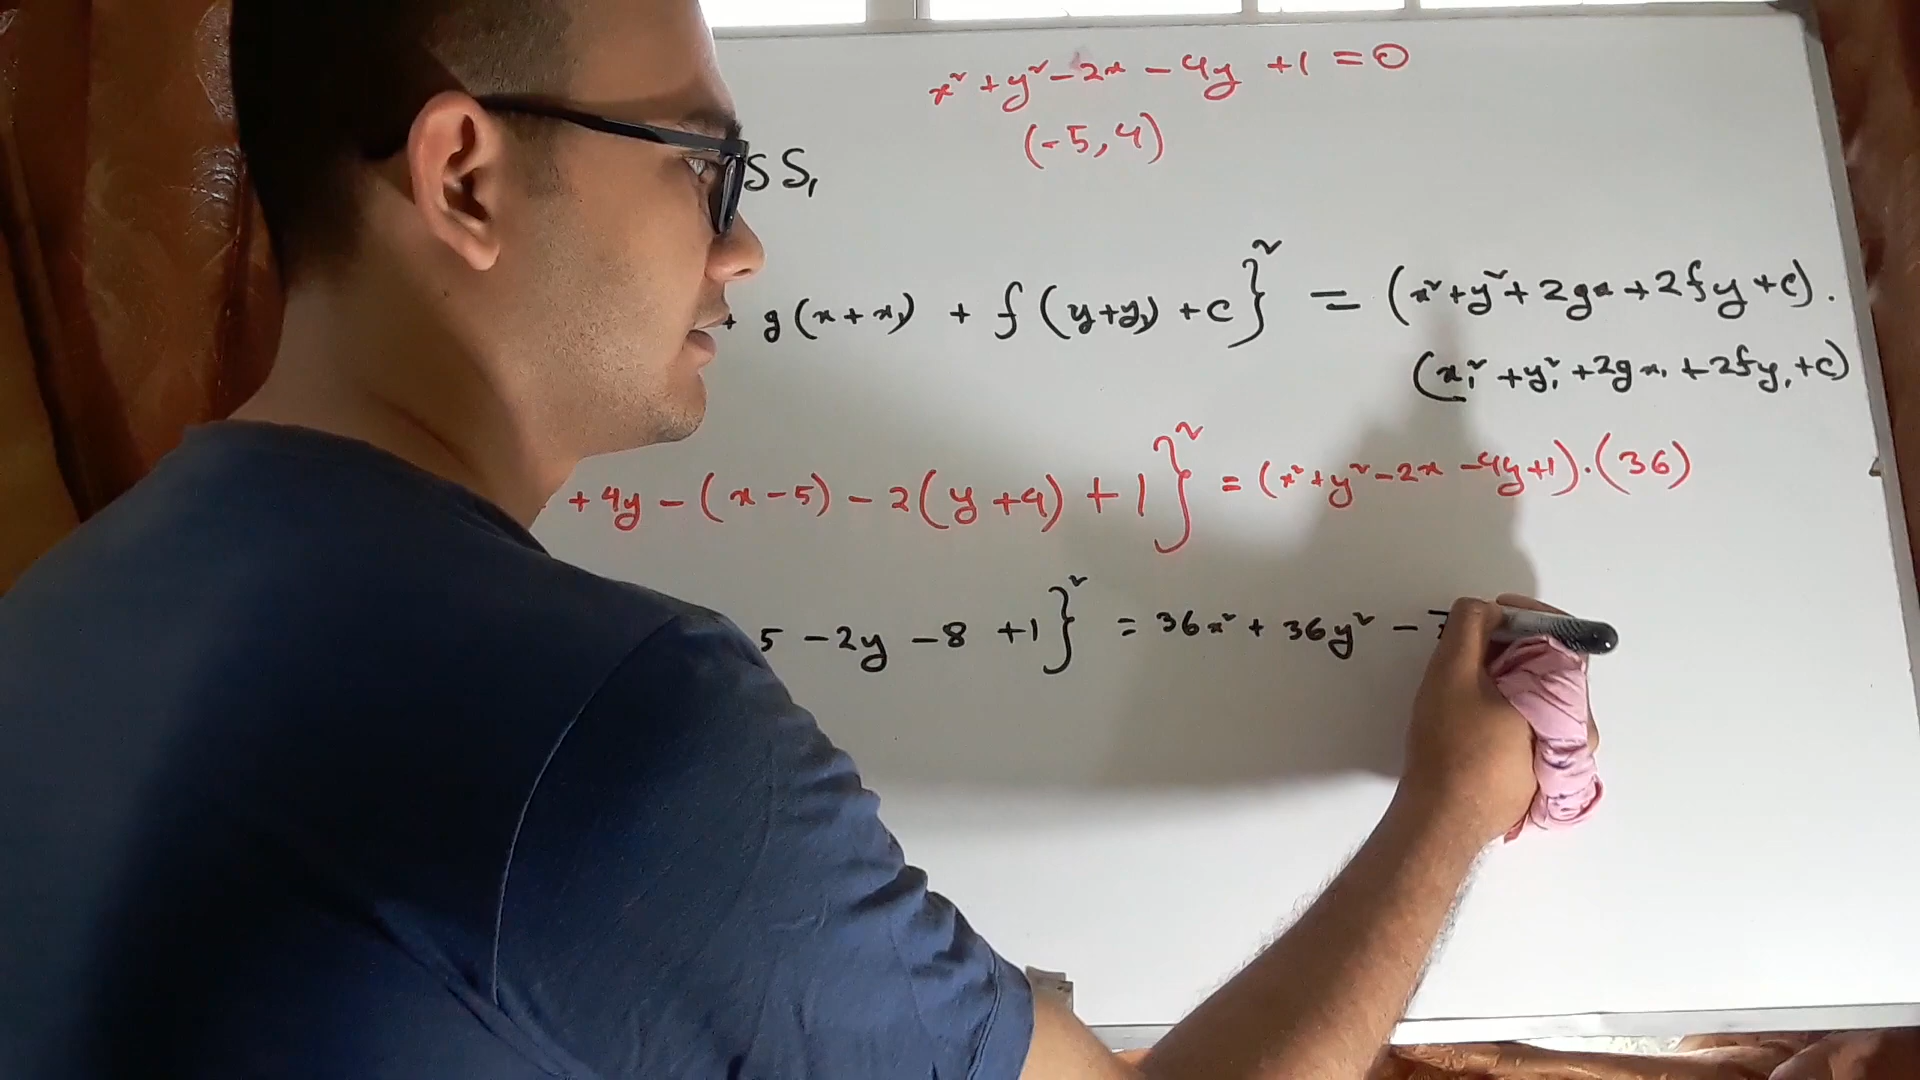 x² + y² - 2x - 4y + 1 = 0
(-5, 4)
SS₁
+ g(x + x₁) + f(y + y₁) + c}² = (x² + y² + 2gx + 2fy + c).
(x₁² + y₁² + 2gx₁ + 2fy₁ + c)
+ 4y - (x - 5) - 2(y + 4) + 1}² = (x² + y² - 2x - 4y + 1).(36)
5 - 2y - 8 + 1}² = 36x² + 36y² -